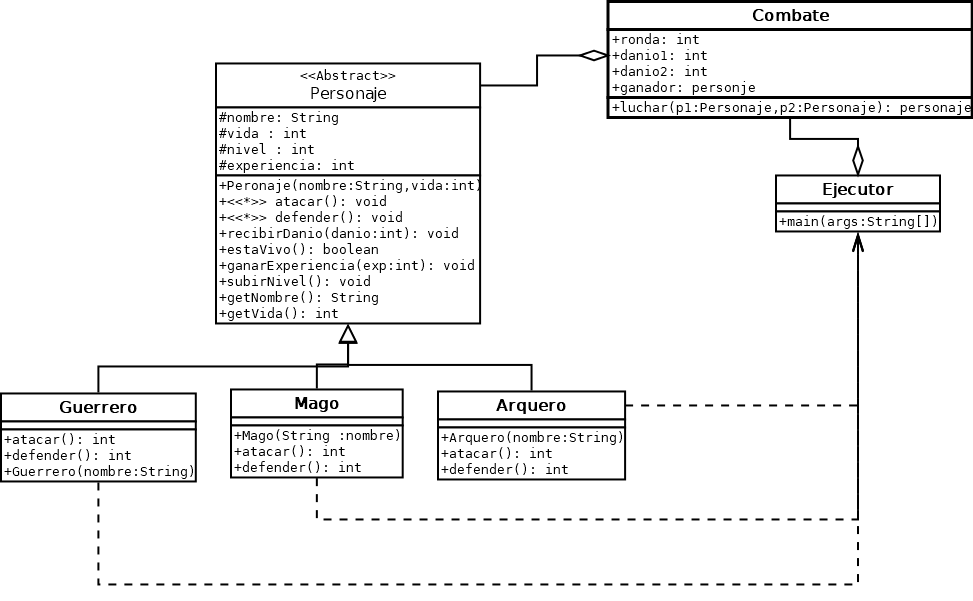 Combate
+ronda: int
+danio1: int
+danio2: int
+ganador: personje
+luchar(p1:Personaje,p2:Personaje): personaje
<<Abstract>>
Personaje
#nombre: String
#vida : int
#nivel : int
#experiencia: int
+Peronaje(nombre:String,vida:int)
+<<*>> atacar(): void
+<<*>> defender(): void
+recibirDanio(danio:int): void
+estaVivo(): boolean
+ganarExperiencia(exp:int): void
+subirNivel(): void
+getNombre(): String
+getVida(): int
Ejecutor
+main(args:String[])
Guerrero
+atacar(): int
+defender(): int
+Guerrero(nombre:String)
Mago
+Mago(String :nombre)
+atacar(): int
+defender(): int
Arquero
+Arquero(nombre:String)
+atacar(): int
+defender(): int